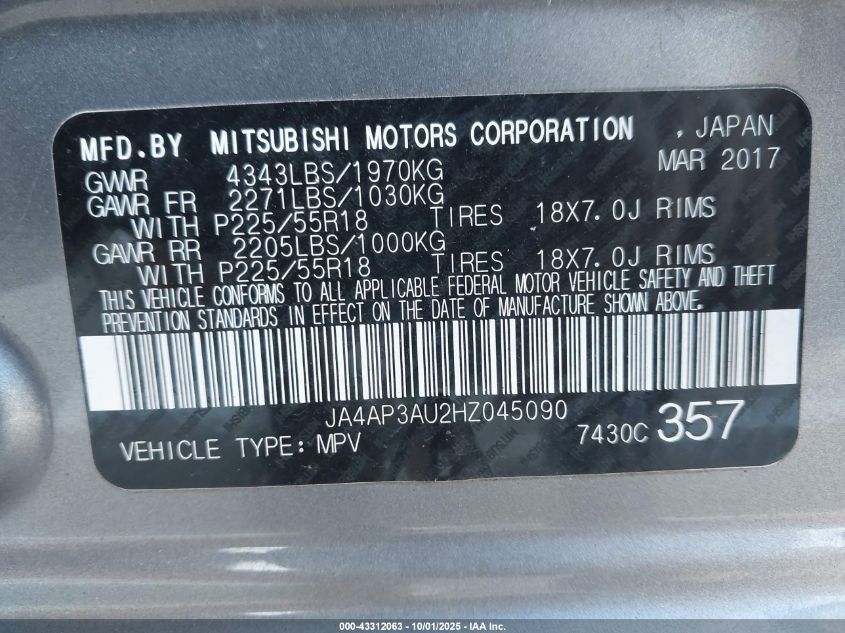 MFD.BY MITSUBISHI MOTORS CORPORATION , JAPAN
GVWR 4343LBS/1970KG MAR 2017
GAWR FR 2271LBS/1030KG
WITH P225/55R18 TIRES 18X7.0J RIMS
GAWR RR 2205LBS/1000KG
WITH P225/55R18 TIRES 18X7.0J RIMS
THIS VEHICLE CONFORMS TO ALL APPLICABLE FEDERAL MOTOR VEHICLE SAFETY AND THEFT
PREVENTION STANDARDS IN EFFECT ON THE DATE OF MANUFACTURE SHOWN ABOVE.
JA4AP3AU2HZ045090
VEHICLE TYPE: MPV 7430C 357
000-43312063 - 10/01/2025 - IAA Inc.